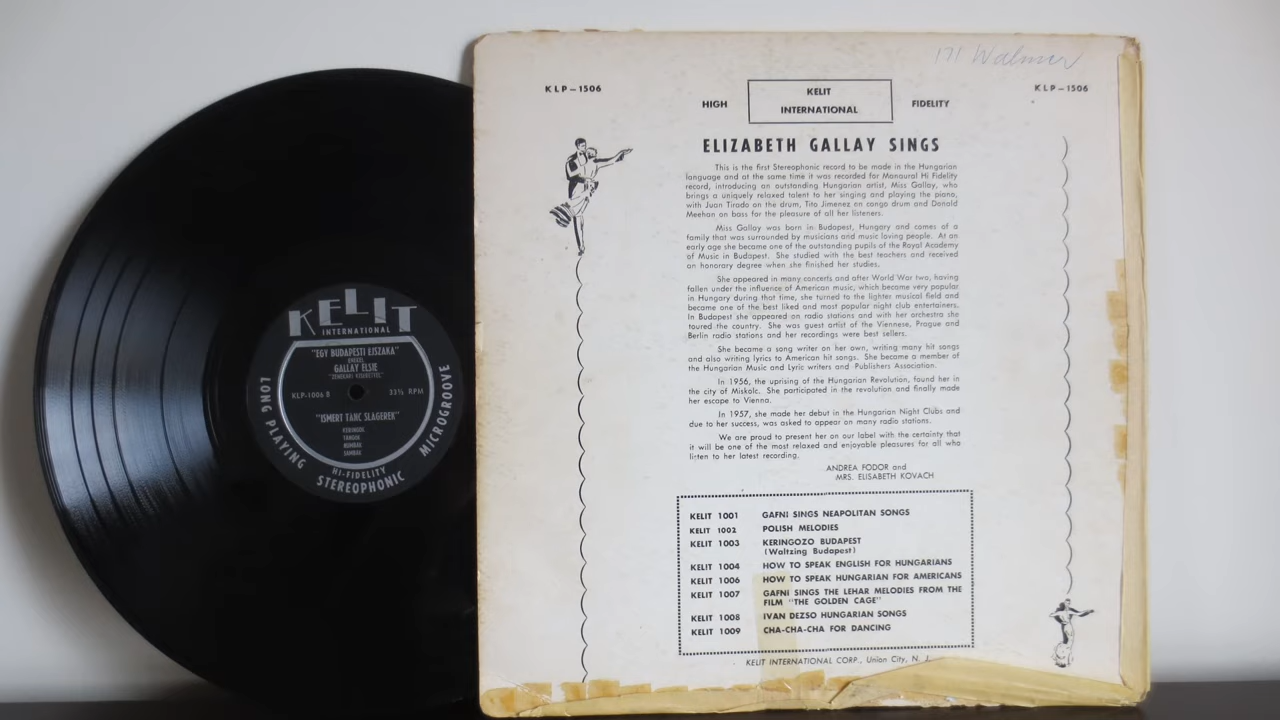 KELIT
INTERNATIONAL
"EGY BUDAPESTI EJSZAKA"
ENEKEL
GALLAY ELSIE
"ZENEKARI KISERETTEL"
KLP-1006 B 33⅓ RPM
"ISMERT TÀNC SLAGEREK"
KERINGOK
TANGOK
RUMBAK
SAMBAK
LONG PLAYING MICROGROOVE
HI-FIDELITY
STEREOPHONIC
171 Walmer
KLP-1506 KLP-1506
HIGH KELIT FIDELITY
INTERNATIONAL
ELIZABETH GALLAY SINGS
This is the first Stereophonic record to be made in the Hungarian
language and at the same time it was recorded for Monaural Hi Fidelity
record, introducing an outstanding Hungarian artist, Miss Gallay, who
brings a uniquely relaxed talent to her singing and playing the piano,
with Juan Tirado on the drum, Tito Jimenez on congo drum and Donald
Meehan on bass for the pleasure of all her listeners.
Miss Gallay was born in Budapest, Hungary and comes of a
family that was surrounded by musicians and music loving people. At an
early age she became one of the outstanding pupils of the Royal Academy
of Music in Budapest. She studied with the best teachers and received
an honorary degree when she finished her studies.
She appeared in many concerts and after World War two, having
fallen under the influence of American music, which became very popular
in Hungary during that time, she turned to the lighter musical field and
became one of the best liked and most popular night club entertainers.
In Budapest she appeared on radio stations and with her orchestra she
toured the country. She was guest artist of the Viennese, Prague and
Berlin radio stations and her recordings were best sellers.
She became a song writer on her own, writing many hit songs
and also writing lyrics to American hit songs. She became a member of
the Hungarian Music and Lyric writers and Publishers Association.
In 1956, the uprising of the Hungarian Revolution, found her in
the city of Miskolc. She participated in the revolution and finally made
her escape to Vienna.
In 1957, she made her debut in the Hungarian Night Clubs and
due to her success, was asked to appear on many radio stations.
We are proud to present her on our label with the certainty that
it will be one of the most relaxed and enjoyable pleasures for all who
listen to her latest recording.
ANDREA FODOR and
MRS. ELISABETH KOVACH
KELIT 1001 GAFNI SINGS NEAPOLITAN SONGS
KELIT 1002 POLISH MELODIES
KELIT 1003 KERINGOZO BUDAPEST
(Waltzing Budapest)
KELIT 1004 HOW TO SPEAK ENGLISH FOR HUNGARIANS
KELIT 1006 HOW TO SPEAK HUNGARIAN FOR AMERICANS
KELIT 1007 GAFNI SINGS THE LEHAR MELODIES FROM THE
FILM "THE GOLDEN CAGE"
KELIT 1008 IVAN DEZSO HUNGARIAN SONGS
KELIT 1009 CHA-CHA-CHA FOR DANCING
KELIT INTERNATIONAL CORP., Union City, N. J.